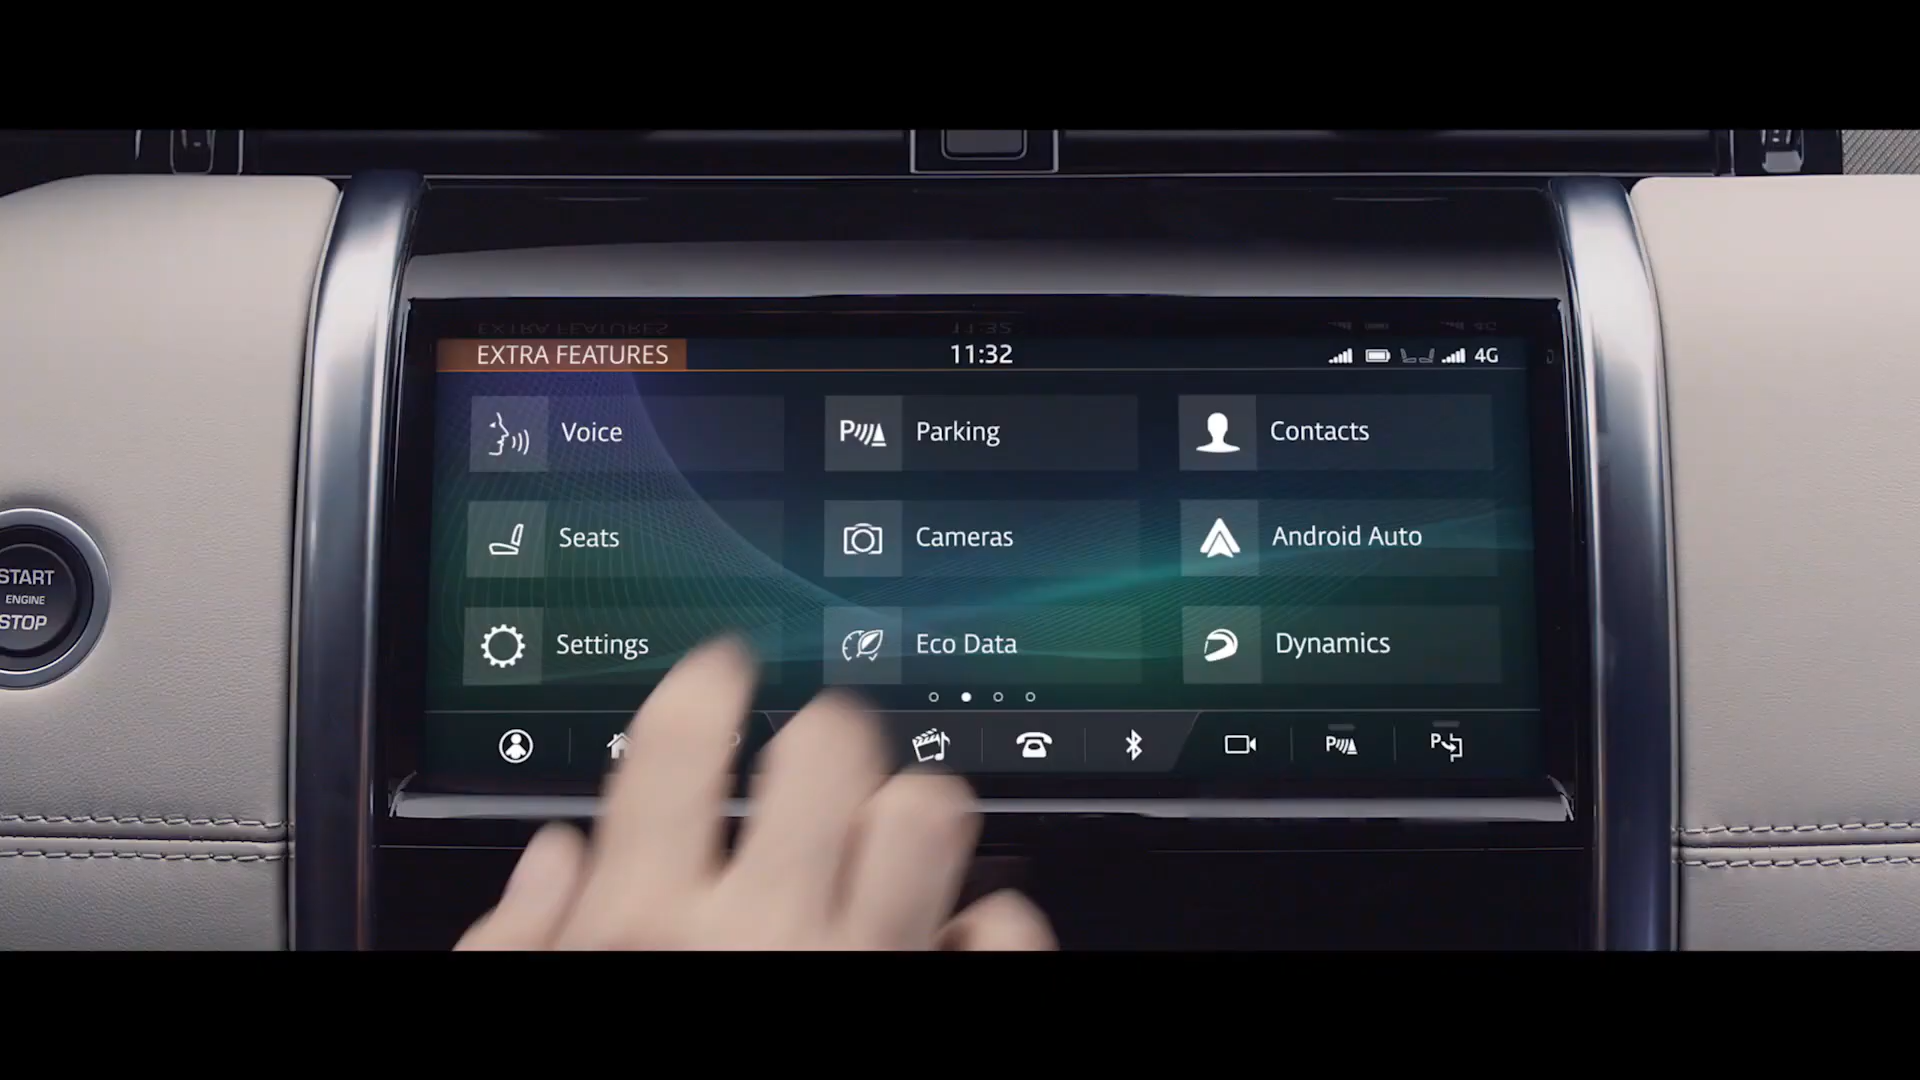 EXTRA FEATURES
11:32
4G
Voice
Parking
Contacts
Seats
Cameras
Android Auto
Settings
Eco Data
Dynamics
START
ENGINE
STOP